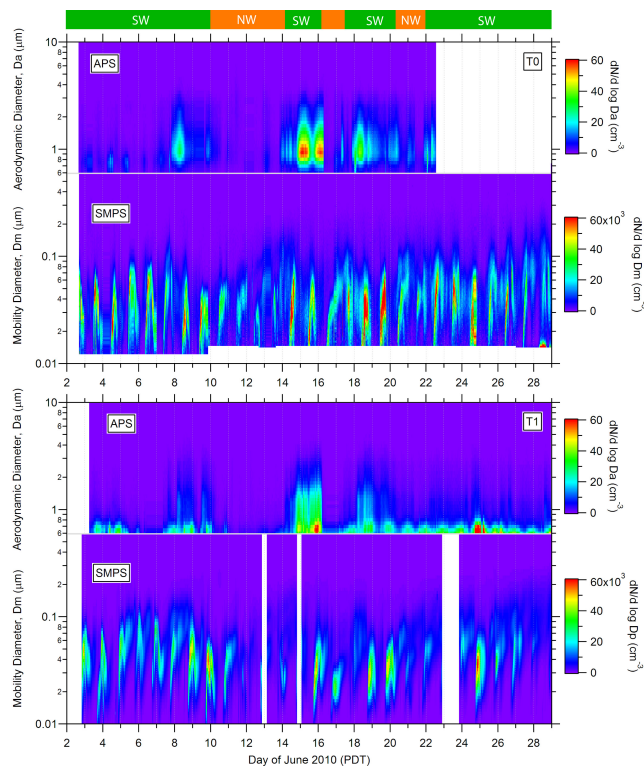 SW NW SW SW NW SW
10
8
6
4
2
1
8
6
Aerodynamic Diameter, Da (μm)
APS
T0
60
40
20
0
dN/d log Da (cm⁻³)
4
2
0.1
8
6
4
2
0.01
Mobility Diameter, Dm (μm)
SMPS
60x10³
40
20
0
dN/d log Dm (cm⁻³)
2 4 6 8 10 12 14 16 18 20 22 24 26 28
10
8
6
4
2
1
8
6
Aerodynamic Diameter, Da (μm)
APS
T1
60
40
20
0
dN/d log Da (cm⁻³)
4
2
0.1
8
6
4
2
0.01
Mobility Diameter, Dm (μm)
SMPS
60x10³
40
20
0
dN/d log Dp (cm⁻³)
2 4 6 8 10 12 14 16 18 20 22 24 26 28
Day of June 2010 (PDT)